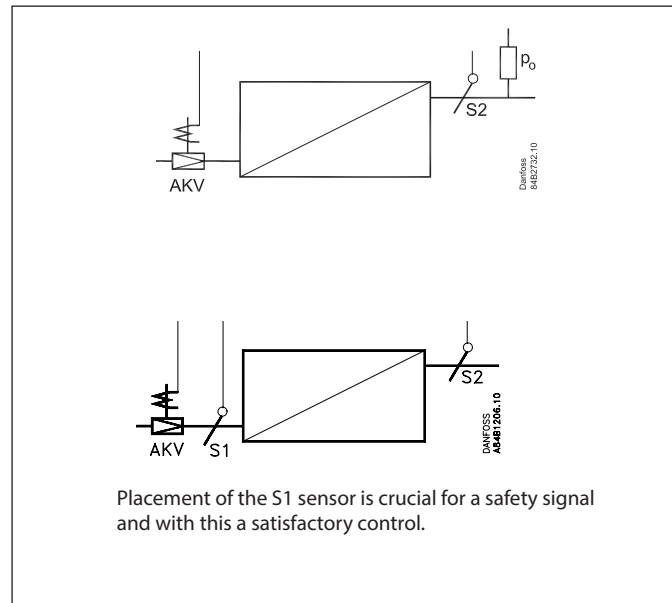 p₀
S2
AKV
Danfoss
84B2732.10
S2
AKV
S1
DANFOSS
A84B1206.10
Placement of the S1 sensor is crucial for a safety signal
and with this a satisfactory control.